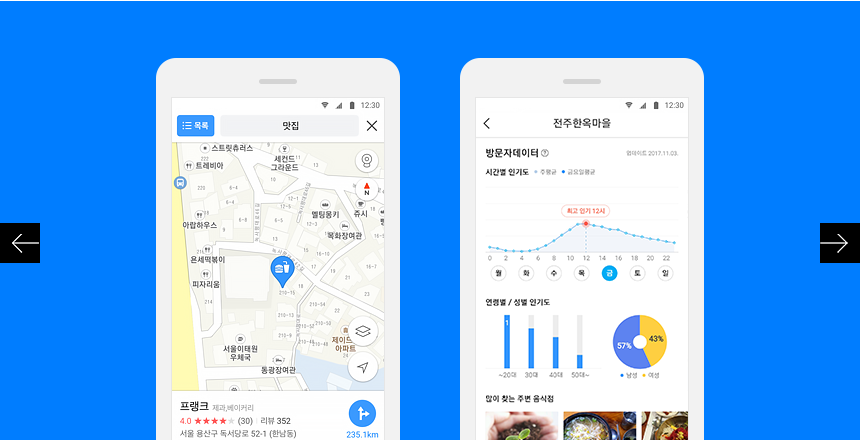 12:30
목록
맛집
스트릿츄러스
222
트레비아
세컨드
그라운드
N
엘팁몽키
쥬시
목화장여관
아랍하우스
은세떡볶이
피자리움
210-15
서울이태원
우체국
동광장여관
제이드
아파트
프랭크 제과,베이커리
4.0 ★★★★★ (30) · 리뷰 352
서울 용산구 독서당로 52-1 (한남동)
235.1km
12:30
전주한옥마을
방문자데이터 ?
업데이트 2017.11.03.
시간별 인기도 주평균 금요일평균
최고 인기 12시
0 2 4 6 8 10 12 14 16 18 20 22
월 화 수 목 금 토 일
연령별 / 성별 인기도
1
57% 43%
~20대 30대 40대 50대~
남성 여성
많이 찾는 주변 음식점